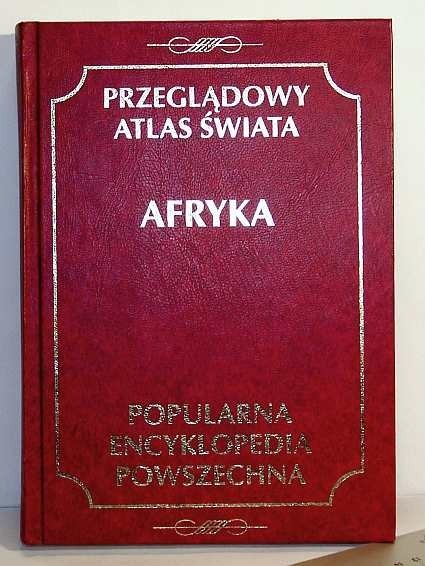 PRZEGLĄDOWY
ATLAS ŚWIATA
AFRYKA
POPULARNA
ENCYKLOPEDIA
POWSZECHNA